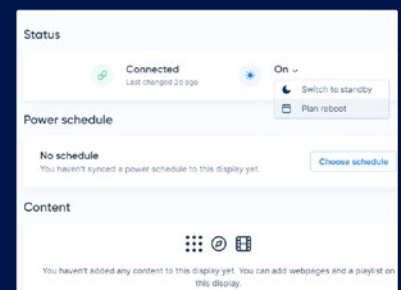 Status
Connected
Last changed 2d ago
On
Switch to standby
Plan reboot
Power schedule
No schedule
You haven't synced a power schedule to this display yet.
Choose schedule
Content
You haven't added any content to this display yet. You can add webpages and a playlist on
this display.